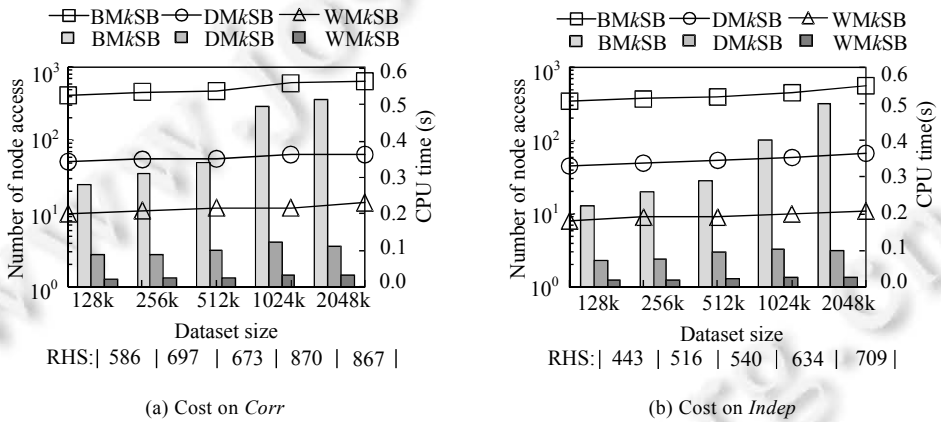 BMkSB DMkSB WMkSB
BMkSB DMkSB WMkSB
Number of node access
10³
10²
10¹
10⁰
0.6
0.5
0.4
0.3
0.2
0.1
0.0
CPU time (s)
128k 256k 512k 1024k 2048k
Dataset size
RHS:| 586 | 697 | 673 | 870 | 867 |
(a) Cost on Corr
BMkSB DMkSB WMkSB
BMkSB DMkSB WMkSB
Number of node access
10³
10²
10¹
10⁰
0.6
0.5
0.4
0.3
0.2
0.1
0.0
CPU time(s)
128k 256k 512k 1024k 2048k
Dataset size
RHS:| 443 | 516 | 540 | 634 | 709 |
(b) Cost on Indep